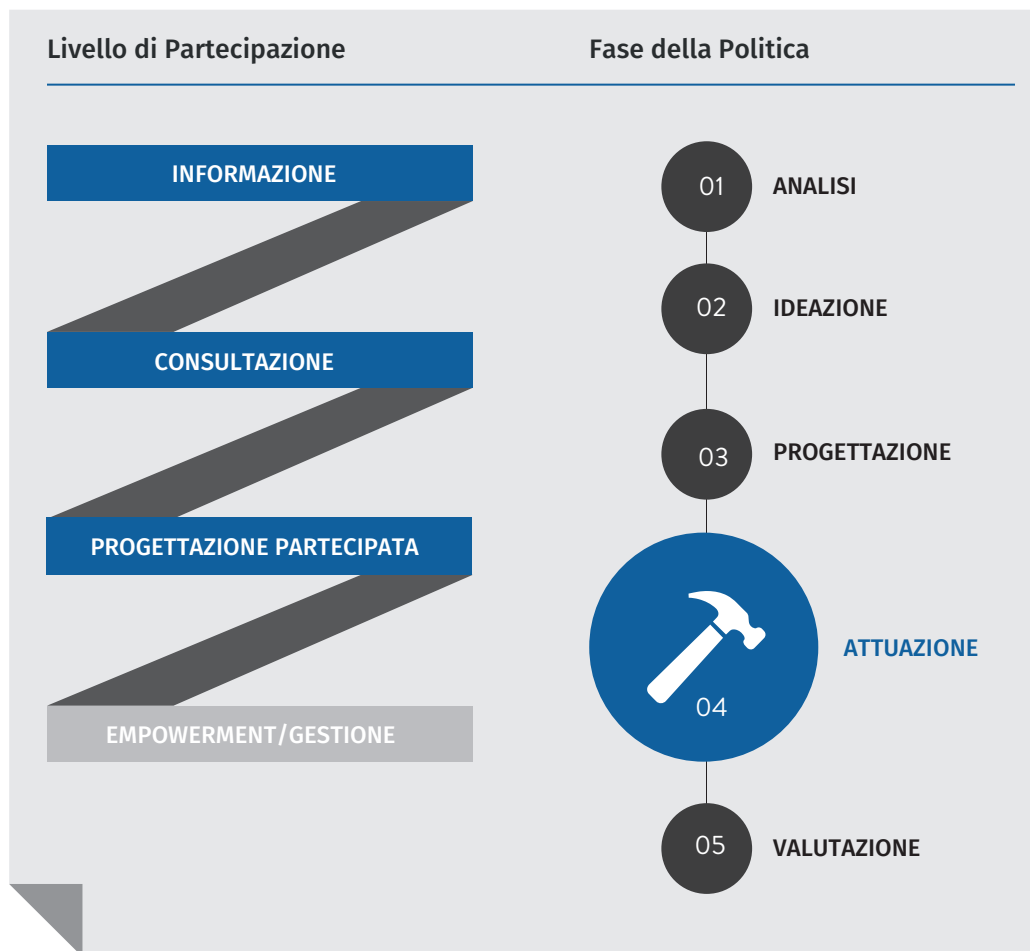 Livello di Partecipazione
Fase della Politica
INFORMAZIONE
CONSULTAZIONE
PROGETTAZIONE PARTECIPATA
EMPOWERMENT/GESTIONE
01 ANALISI
02 IDEAZIONE
03 PROGETTAZIONE
04 ATTUAZIONE
05 VALUTAZIONE